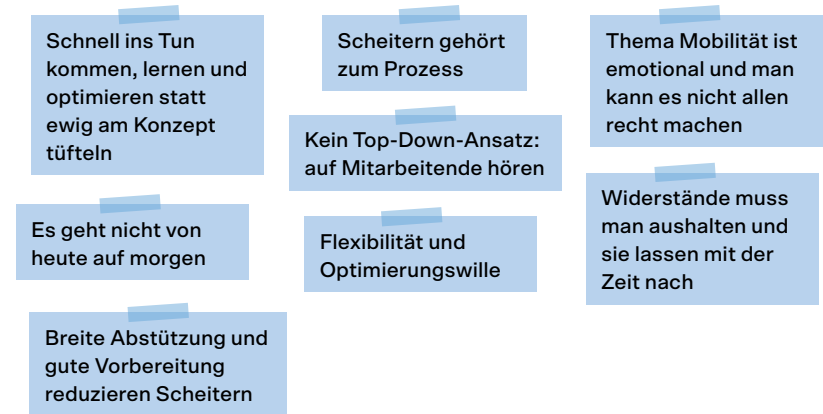 Schnell ins Tun
kommen, lernen und
optimieren statt
ewig am Konzept
tüfteln
Es geht nicht von
heute auf morgen
Breite Abstützung und
gute Vorbereitung
reduzieren Scheitern
Scheitern gehört
zum Prozess
Kein Top-Down-Ansatz:
auf Mitarbeitende hören
Flexibilität und
Optimierungswille
Thema Mobilität ist
emotional und man
kann es nicht allen
recht machen
Widerstände muss
man aushalten und
sie lassen mit der
Zeit nach